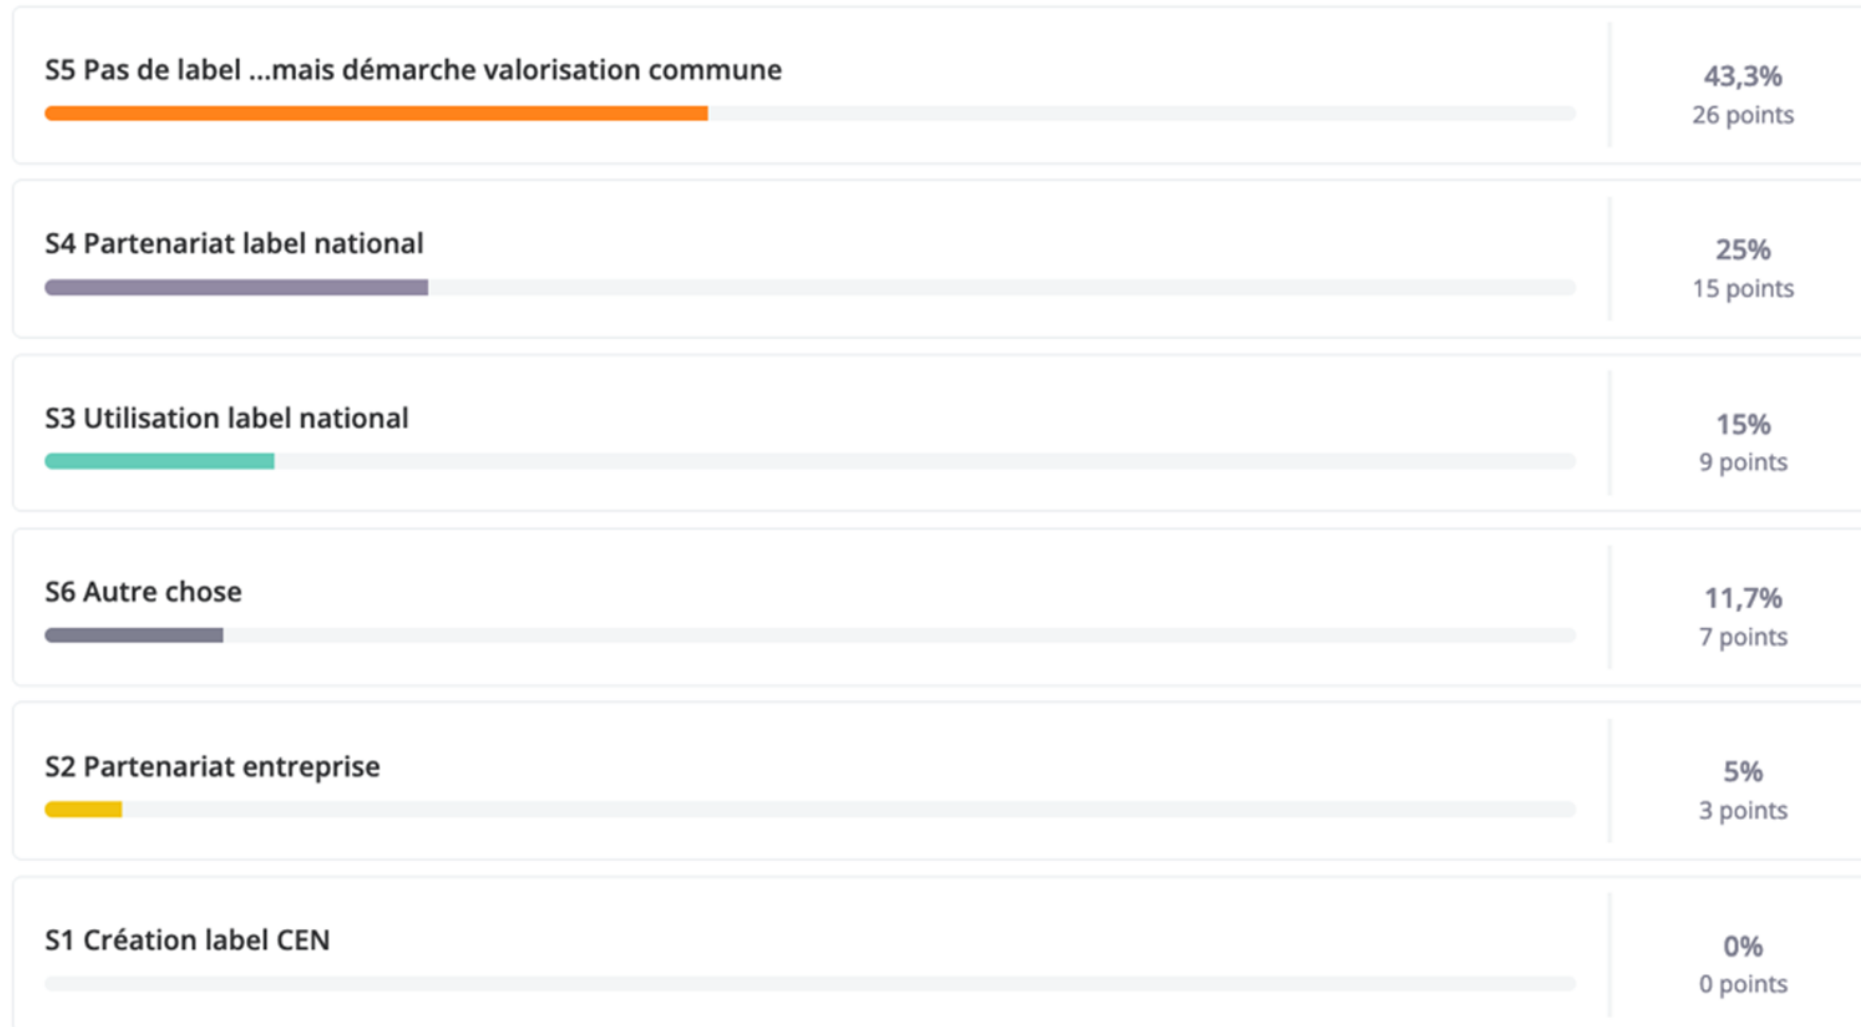 S5 Pas de label ...mais démarche valorisation commune
43,3%
26 points
S4 Partenariat label national
25%
15 points
S3 Utilisation label national
15%
9 points
S6 Autre chose
11,7%
7 points
S2 Partenariat entreprise
5%
3 points
S1 Création label CEN
0%
0 points